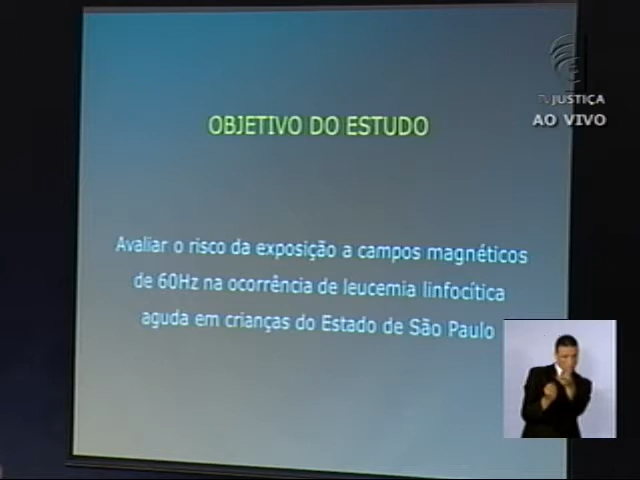 TV JUSTIÇA
AO VIVO
OBJETIVO DO ESTUDO
Avaliar o risco da exposição a campos magnéticos
de 60Hz na ocorrência de leucemia linfocítica
aguda em crianças do Estado de São Paulo